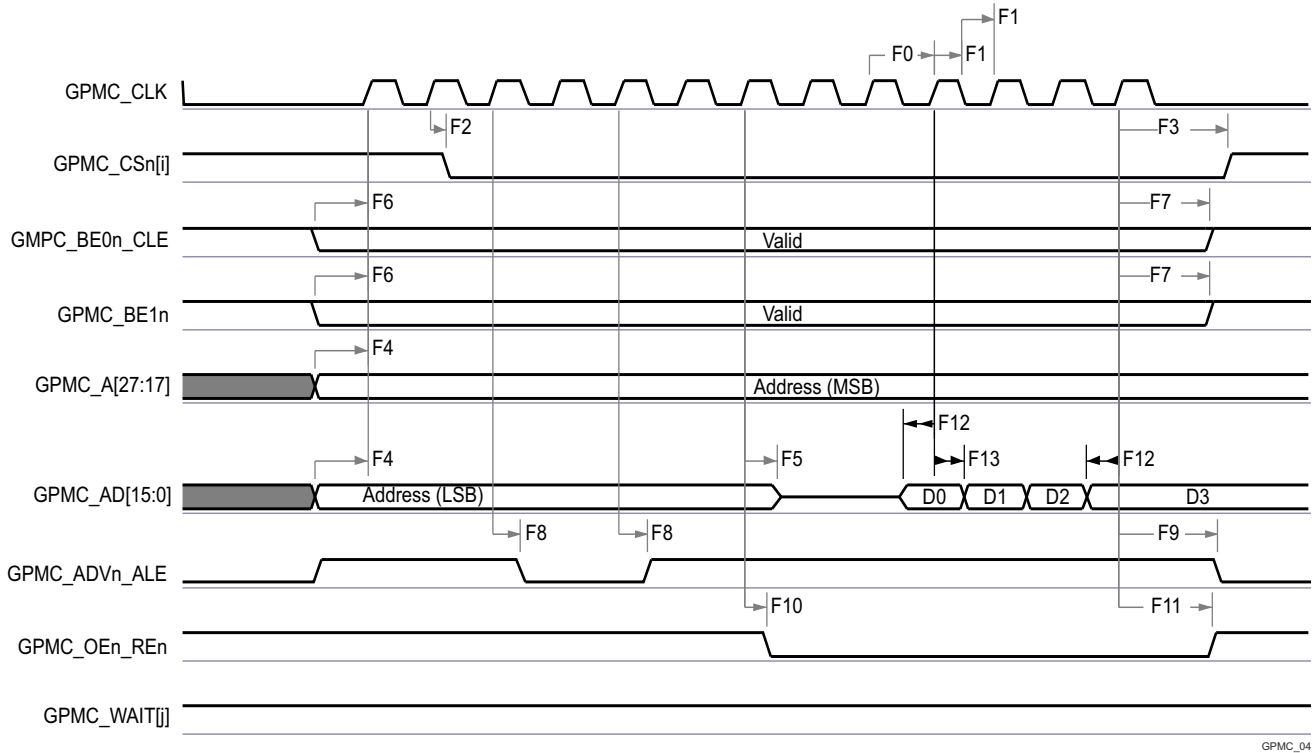 F1
F0 F1
GPMC_CLK
F2 F3
GPMC_CSn[i]
F6 F7
GMPC_BE0n_CLE Valid
F6 F7
GPMC_BE1n Valid
F4
GPMC_A[27:17] Address (MSB)
F12
F4 F5 F13 F12
GPMC_AD[15:0] Address (LSB) D0 D1 D2 D3
F8 F8 F9
GPMC_ADVn_ALE
F10 F11
GPMC_OEn_REn
GPMC_WAIT[j]
GPMC_04